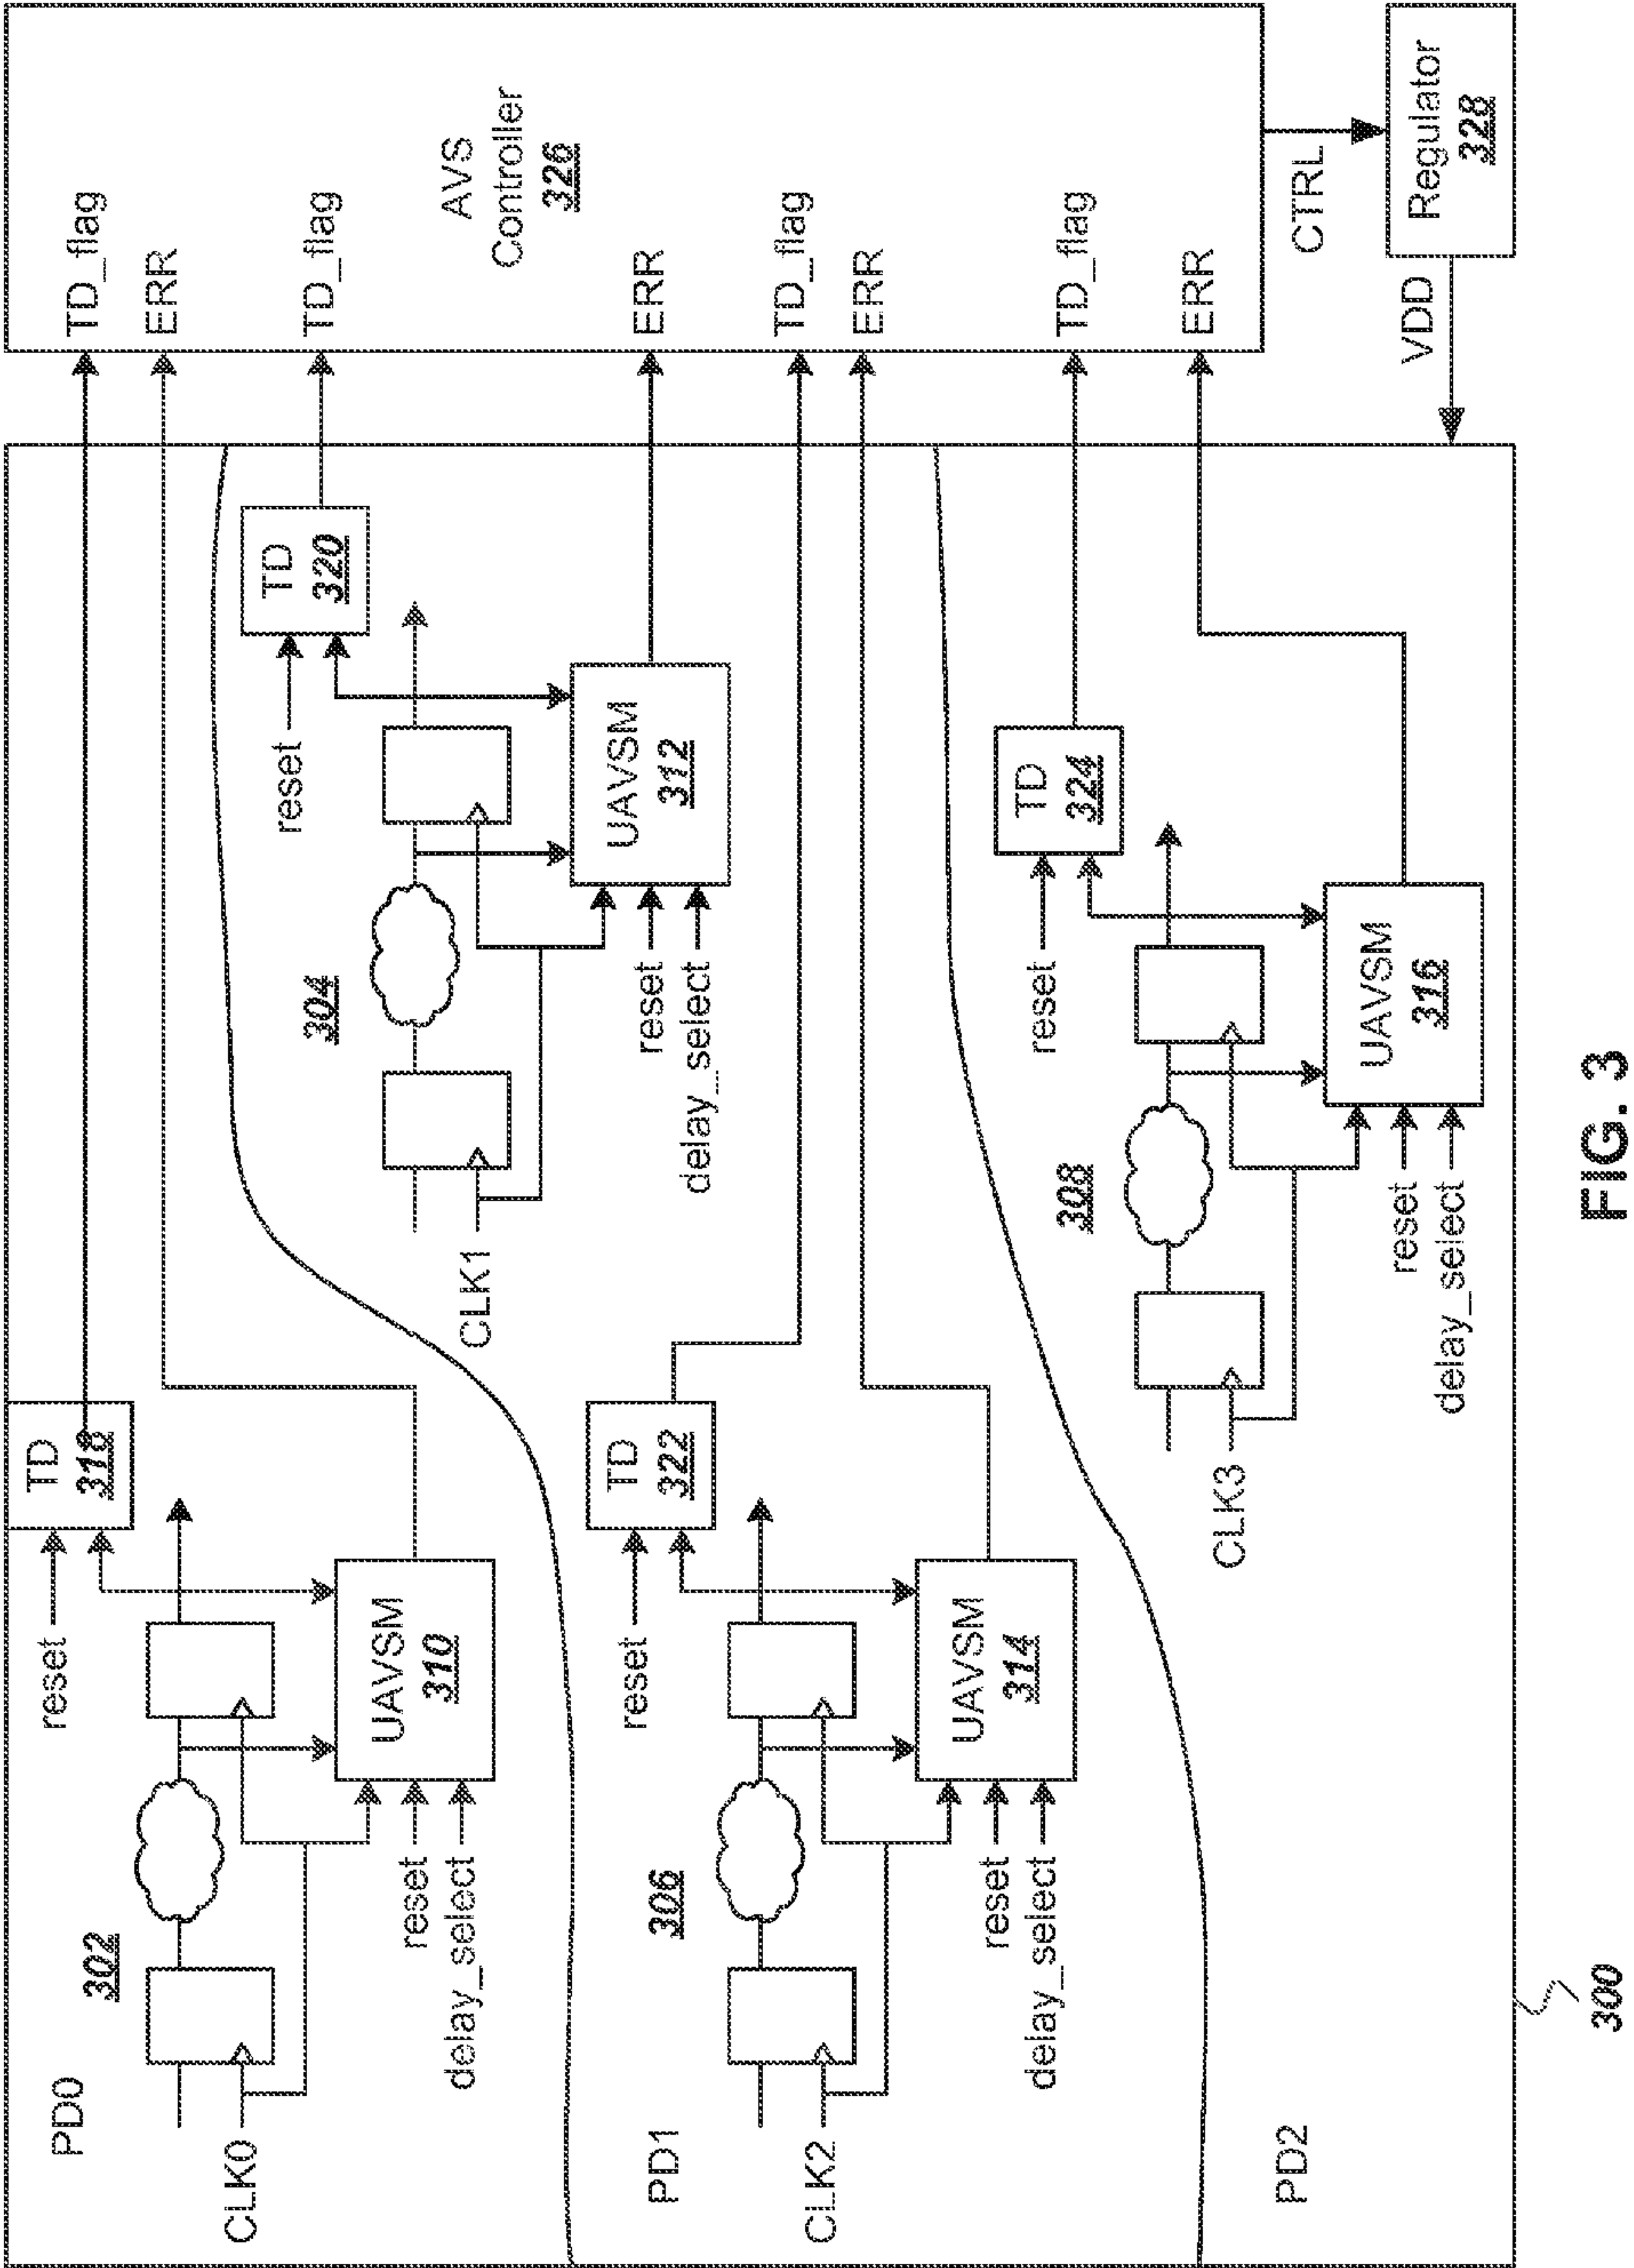 PD0
302
CLK0
reset
delay_select
UAVSM
310
reset
TD
318
TD_flag
ERR
304
CLK1
reset
delay_select
UAVSM
312
reset
TD
320
TD_flag
ERR
AVS
Controller
326
PD1
306
CLK2
reset
delay_select
UAVSM
314
reset
TD
322
TD_flag
ERR
PD2
308
CLK3
reset
delay_select
UAVSM
316
reset
TD
324
TD_flag
ERR
CTRL
VDD
Regulator
328
300
FIG. 3